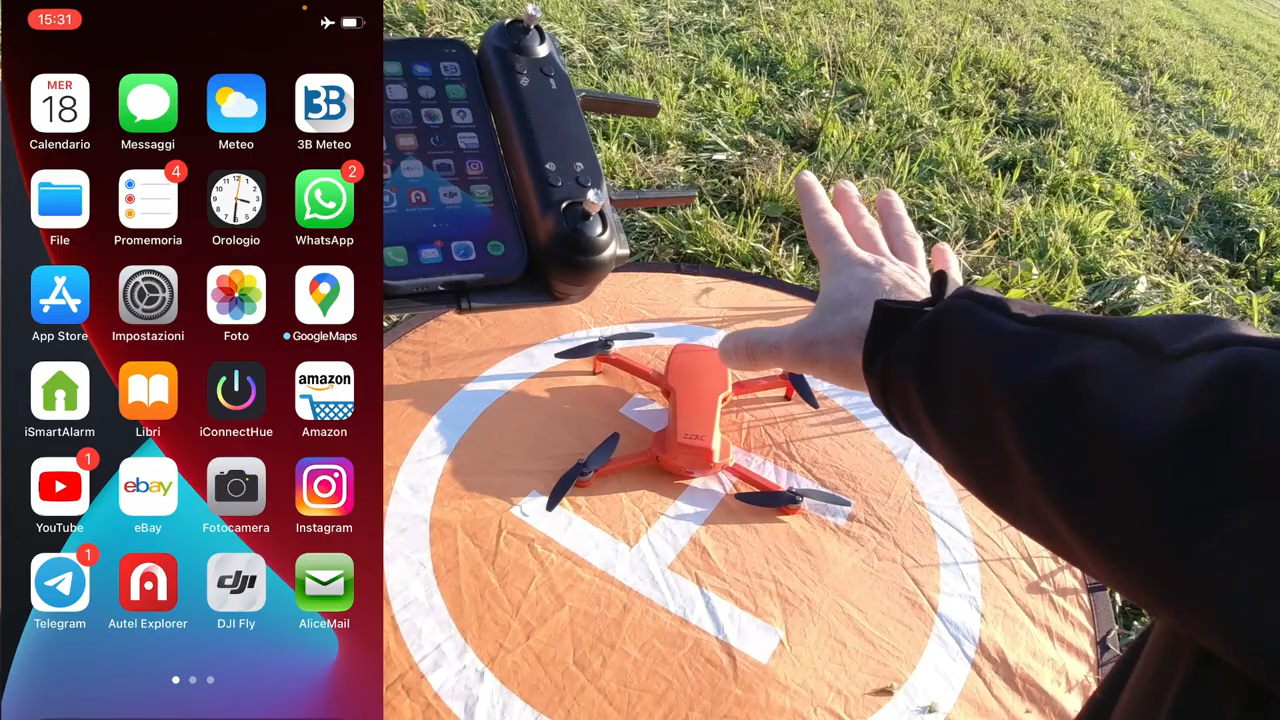 15:31
MER
18
Calendario
Messaggi
Meteo
3B
3B Meteo
File
4
Promemoria
12
Orologio
2
WhatsApp
App Store
Impostazioni
Foto
GoogleMaps
iSmartAlarm
Libri
iConnectHue
amazon
Amazon
1
YouTube
ebay
eBay
Fotocamera
Instagram
1
Telegram
Autel Explorer
dji
DJI Fly
AliceMail
ZLRC
H